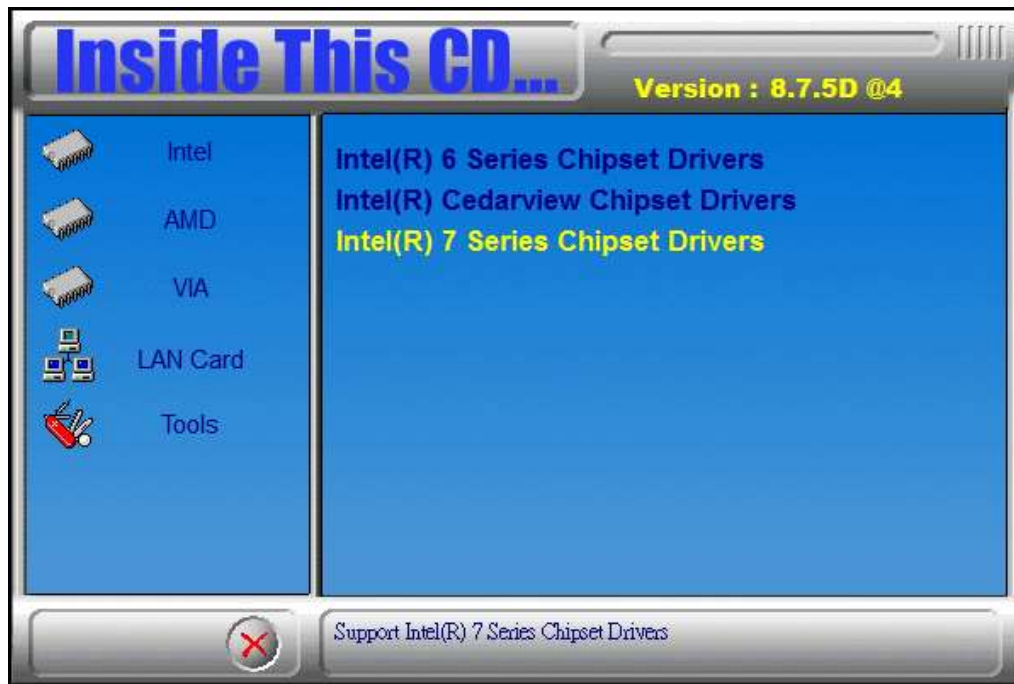 Inside This CD...
Version : 8.7.5D @4
Intel
AMD
VIA
LAN Card
Tools
Intel(R) 6 Series Chipset Drivers
Intel(R) Cedarview Chipset Drivers
Intel(R) 7 Series Chipset Drivers
Support Intel(R) 7 Series Chipset Drivers